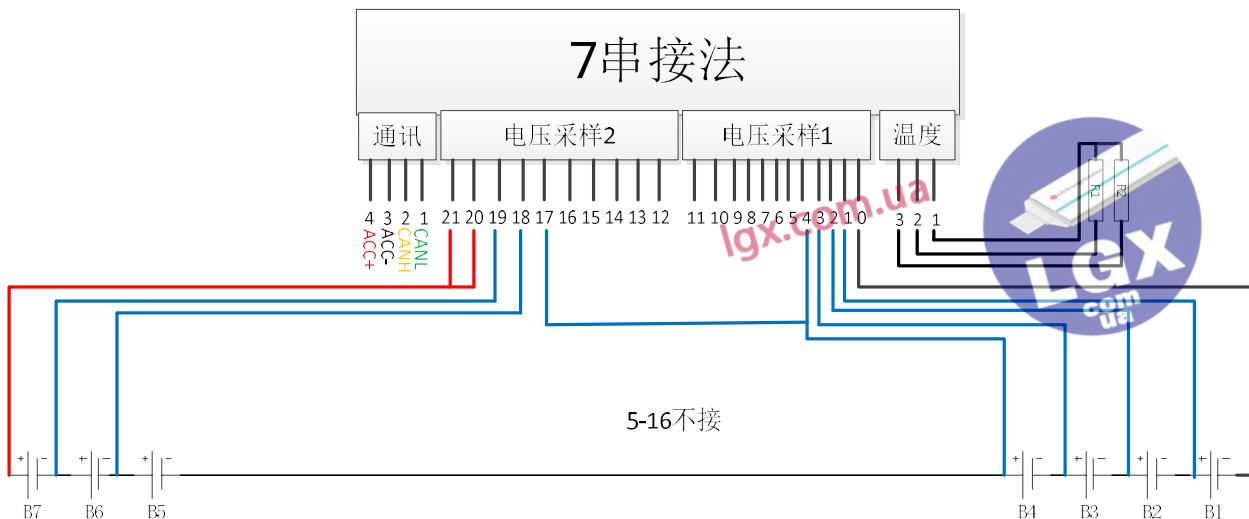 7串接法
通讯 电压采样2 电压采样1 温度
4 3 2 1 21 20 19 18 17 16 15 14 13 12 11 10 9 8 7 6 5 4 3 2 1 0 3 2 1
ACC+ ACC- CANH CANL
R1 R2
lgx.com.ua
LGX
com
ua
5-16不接
+ - + - + - + - + - + - + -
B7 B6 B5 B4 B3 B2 B1